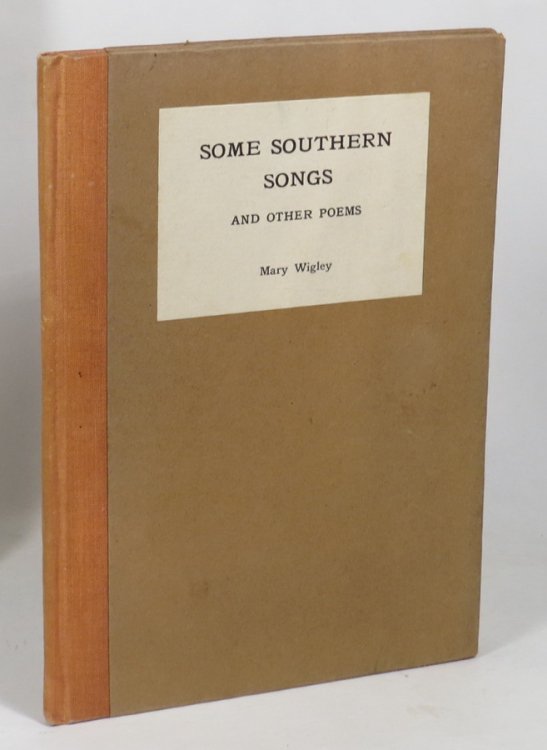 SOME SOUTHERN
SONGS
AND OTHER POEMS
Mary Wigley